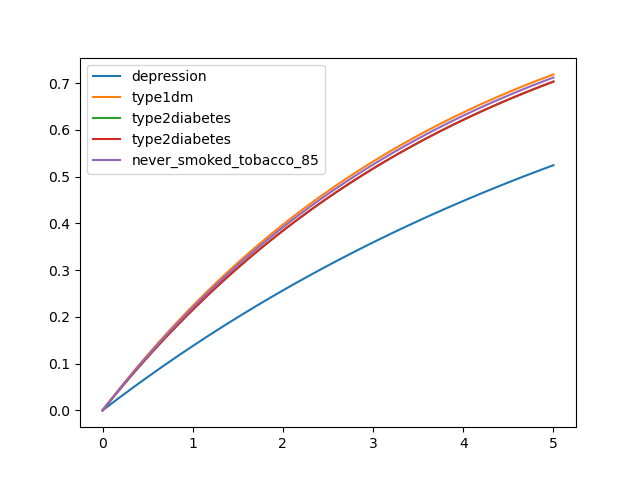 depression
type1dm
type2diabetes
type2diabetes
never_smoked_tobacco_85
0.7
0.6
0.5
0.4
0.3
0.2
0.1
0.0
0 1 2 3 4 5